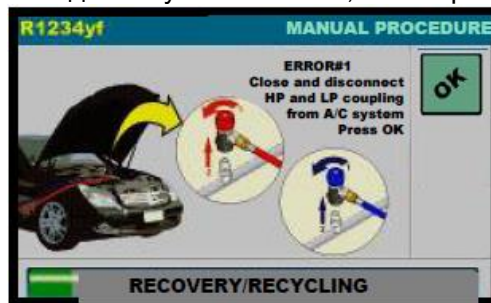 R1234yf
MANUAL PROCEDURE
ERROR#1
Close and disconnect
HP and LP coupling
from A/C system
Press OK
OK
RECOVERY/RECYCLING